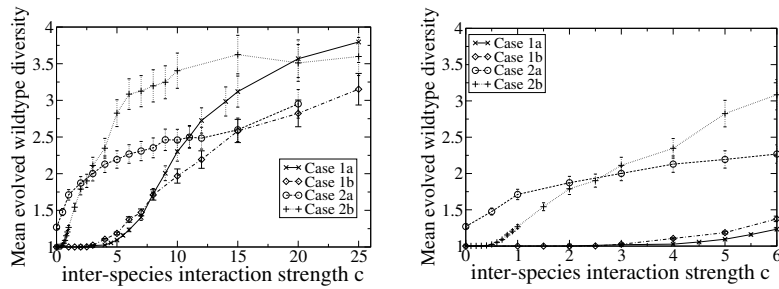 Mean evolved wildtype diversity
4
3.5
3
2.5
2
1.5
1
0 5 10 15 20 25
inter-species interaction strength c
Case 1a
Case 1b
Case 2a
Case 2b
Mean evolved wildtype diversity
4
3.5
3
2.5
2
1.5
1
0 1 2 3 4 5 6
inter-species interaction strength c
Case 1a
Case 1b
Case 2a
Case 2b